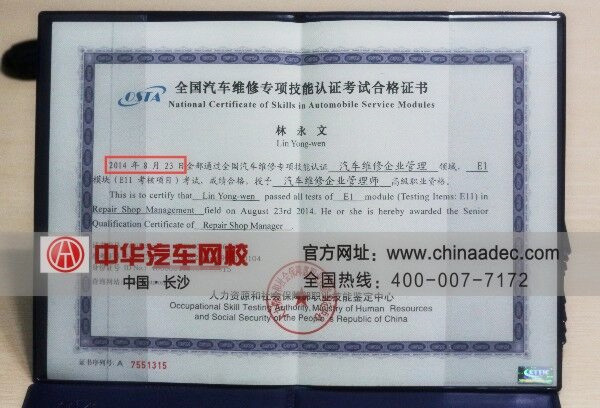 OSTA
全国汽车维修专项技能认证考试合格证书
National Certificate of Skills in Automobile Service Modules
林永文
Lin Yong-wen
2014 年 8 月 23 日全部通过全国汽车维修专项技能认证 汽车维修企业管理 领域, E1
模块 (E11 考核项目) 考试, 成绩合格, 授予 汽车维修企业管理师 高级职业资格。
This is to certify that Lin Yong-wen passed all tests of E1 module (Testing Items: E11) in
Repair Shop Management field on August 23rd 2014. He or she is hereby awarded the Senior
Qualification Certificate of Repair Shop Manager.
中华汽车网校
中国·长沙
官方网址: www.chinaadec.com
全国热线: 400-007-7172
人力资源和社会保障部职业技能鉴定中心
Occupational Skill Testing Authority, Ministry of Human Resources
and Social Security of the People's Republic of China
证书序列号: A 7551315